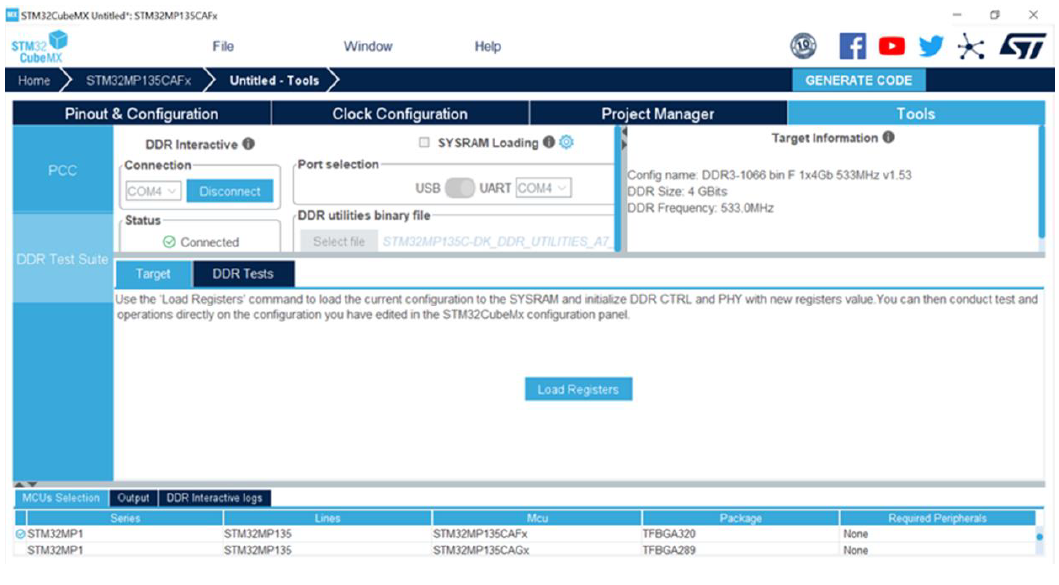 STM32CubeMX Untitled*: STM32MP135CAFx
STM32
CubeMX
File
Window
Help
10
Home
STM32MP135CAFx
Untitled - Tools
GENERATE CODE
Pinout & Configuration
Clock Configuration
Project Manager
Tools
PCC
DDR Test Suite
DDR Interactive
Connection
COM4
Disconnect
Status
Connected
SYSRAM Loading
Port selection
USB
UART
COM4
DDR utilities binary file
Select file
STM32MP135C-DK_DDR_UTILITIES_A7_
Target Information
Config name: DDR3-1066 bin F 1x4Gb 533MHz v1.53
DDR Size: 4 GBits
DDR Frequency: 533.0MHz
Target
DDR Tests
Use the 'Load Registers' command to load the current configuration to the SYSRAM and initialize DDR CTRL and PHY with new registers value.You can then conduct test and
operations directly on the configuration you have edited in the STM32CubeMx configuration panel.
Load Registers
MCUs Selection
Output
DDR Interactive logs
Series Lines Mcu Package Required Peripherals
STM32MP1 STM32MP135 STM32MP135CAFx TFBGA320 None
STM32MP1 STM32MP135 STM32MP135CAGx TFBGA289 None